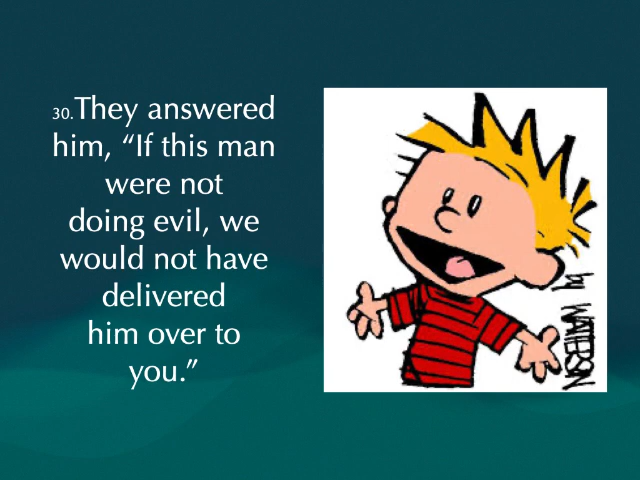 30.They answered
him, “If this man
were not
doing evil, we
would not have
delivered
him over to
you.”
by WATTERSON